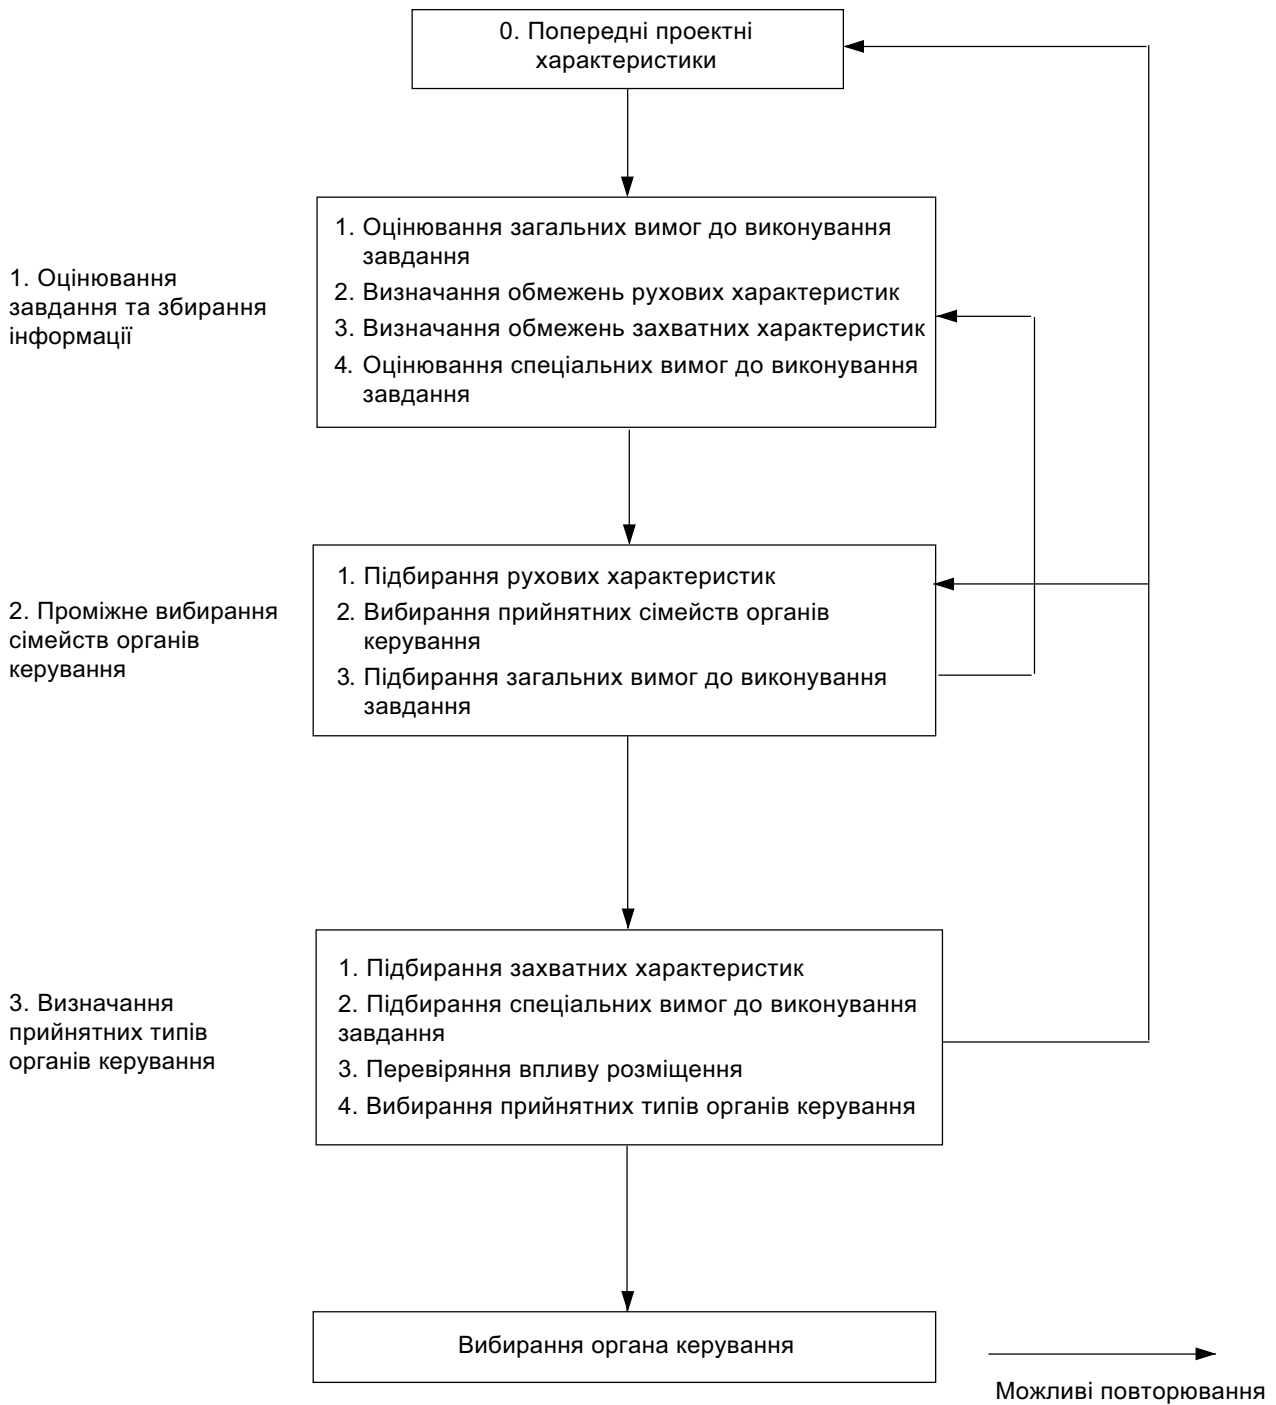 0. Попередні проектні
характеристики
1. Оцінювання
завдання та збирання
інформації
1. Оцінювання загальних вимог до виконування
завдання
2. Визначання обмежень рухових характеристик
3. Визначання обмежень захватних характеристик
4. Оцінювання спеціальних вимог до виконування
завдання
2. Проміжне вибирання
сімейств органів
керування
1. Підбирання рухових характеристик
2. Вибирання прийнятних сімейств органів
керування
3. Підбирання загальних вимог до виконування
завдання
3. Визначання
прийнятних типів
органів керування
1. Підбирання захватних характеристик
2. Підбирання спеціальних вимог до виконування
завдання
3. Перевіряння впливу розміщення
4. Вибирання прийнятних типів органів керування
Вибирання органа керування
Можливі повторювання